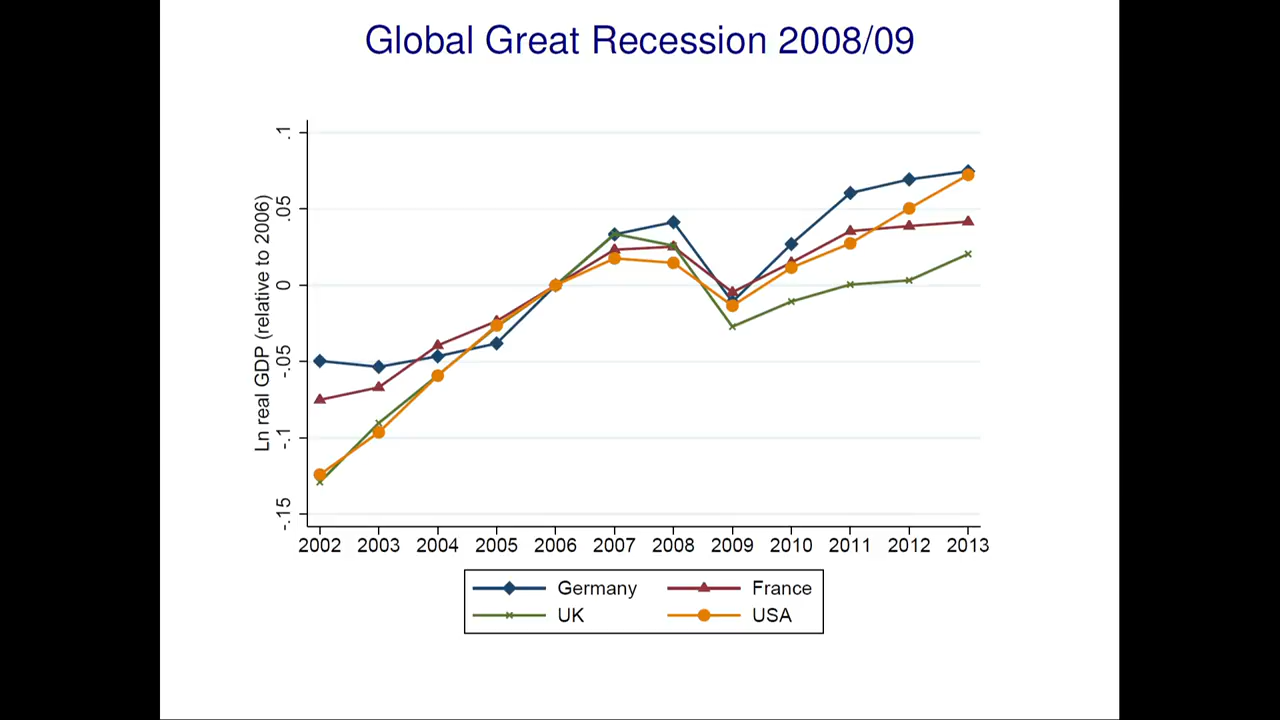 Global Great Recession 2008/09
Ln real GDP (relative to 2006)
.1
.05
0
-.05
-.1
-.15
2002 2003 2004 2005 2006 2007 2008 2009 2010 2011 2012 2013
Germany France
UK USA